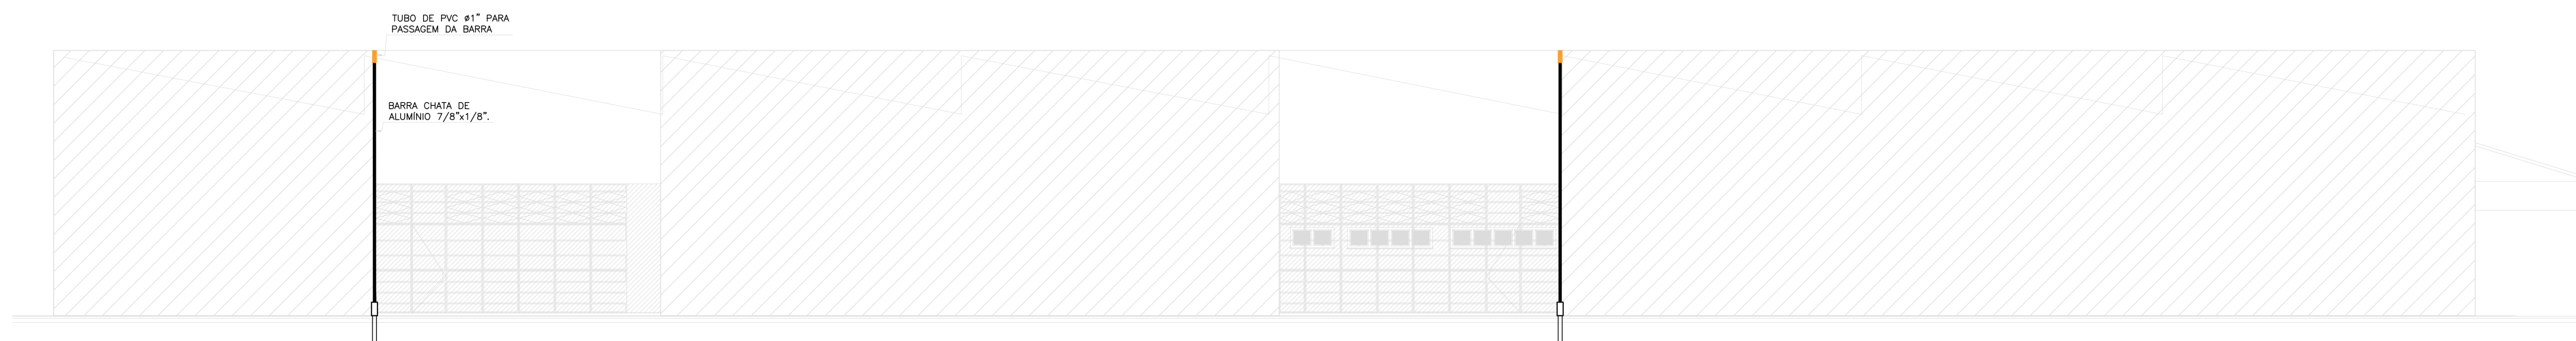 TUBO DE PVC ø1" PARA
PASSAGEM DA BARRA
BARRA CHATA DE
ALUMÍNIO 7/8"x1/8".